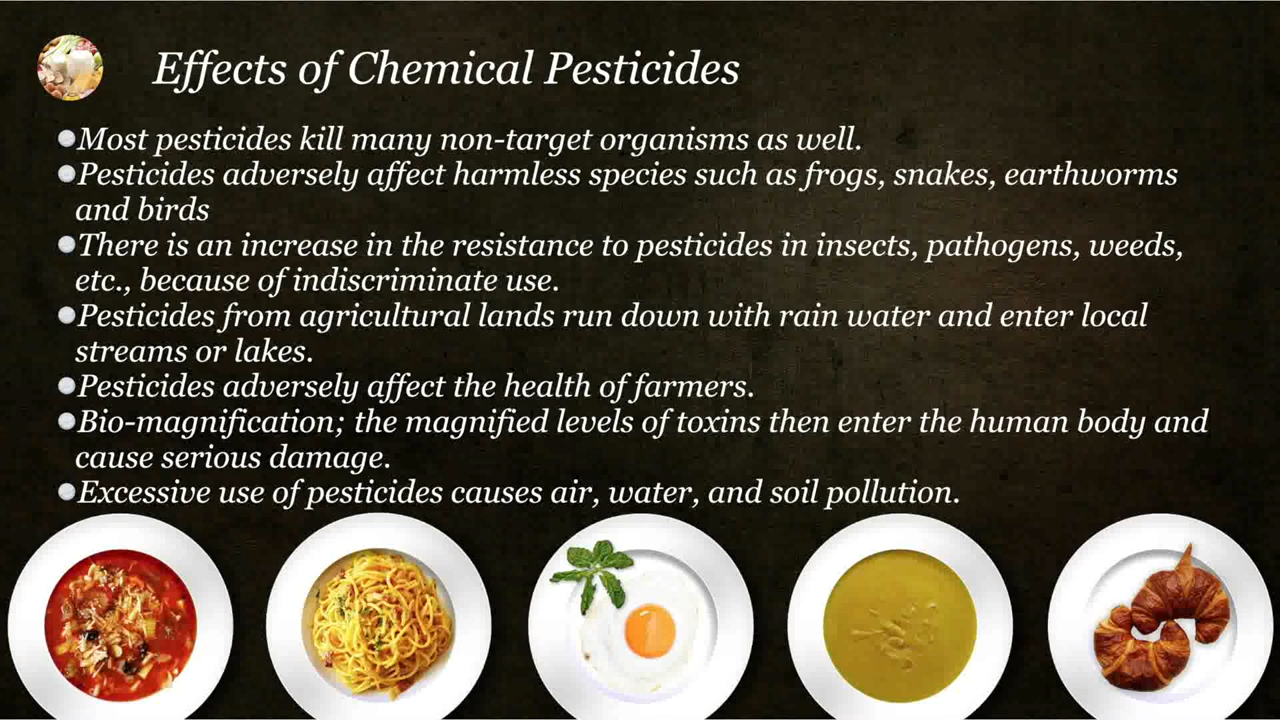 Effects of Chemical Pesticides
Most pesticides kill many non-target organisms as well.
Pesticides adversely affect harmless species such as frogs, snakes, earthworms
and birds
There is an increase in the resistance to pesticides in insects, pathogens, weeds,
etc., because of indiscriminate use.
Pesticides from agricultural lands run down with rain water and enter local
streams or lakes.
Pesticides adversely affect the health of farmers.
Bio-magnification; the magnified levels of toxins then enter the human body and
cause serious damage.
Excessive use of pesticides causes air, water, and soil pollution.